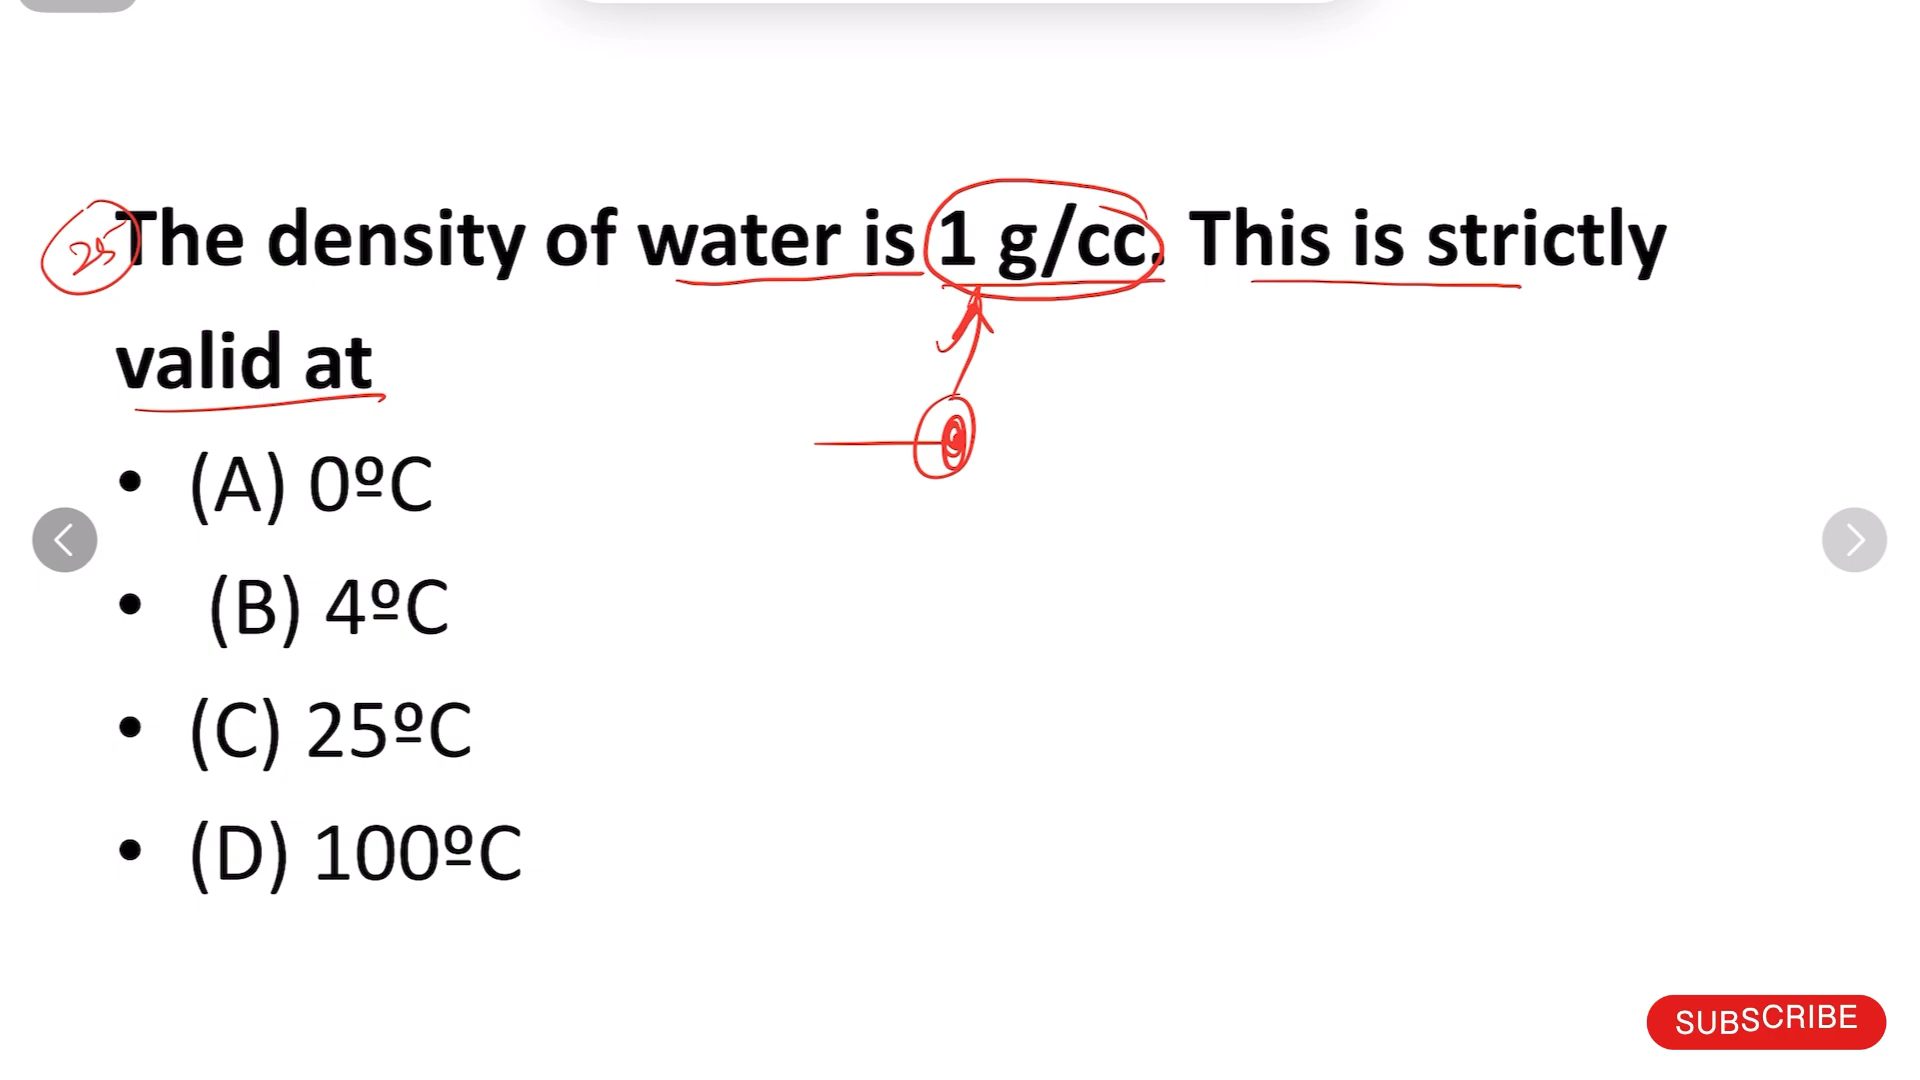 25 The density of water is 1 g/cc. This is strictly
valid at
• (A) 0ºC
• (B) 4ºC
• (C) 25ºC
• (D) 100ºC
SUBSCRIBE